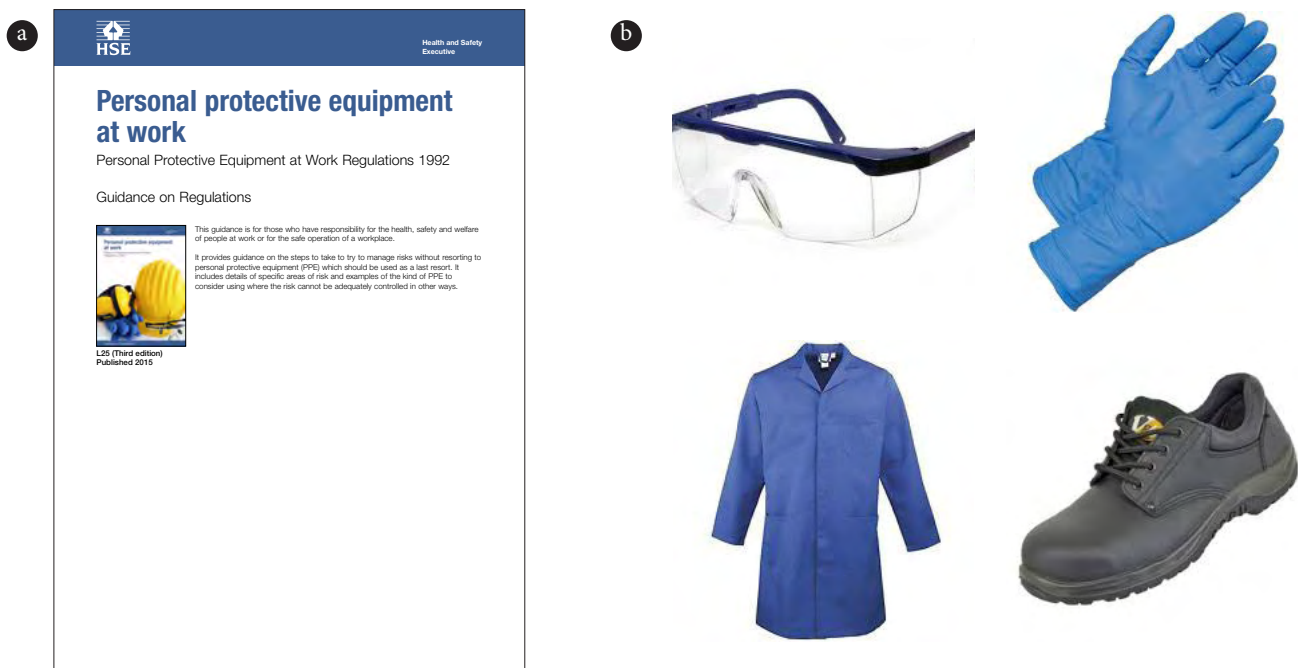 a
HSE
Health and Safety
Executive
Personal protective equipment
at work
Personal Protective Equipment at Work Regulations 1992
Guidance on Regulations
Personal protective equipment
at work
This guidance is for those who have responsibility for the health, safety and welfare
of people at work or for the safe operation of a workplace.
It provides guidance on the steps to take to try to manage risks without resorting to
personal protective equipment (PPE) which should be used as a last resort. It
includes details of specific areas of risk and examples of the kind of PPE to
consider using where the risk cannot be adequately controlled in other ways.
L25 (Third edition)
Published 2015
b